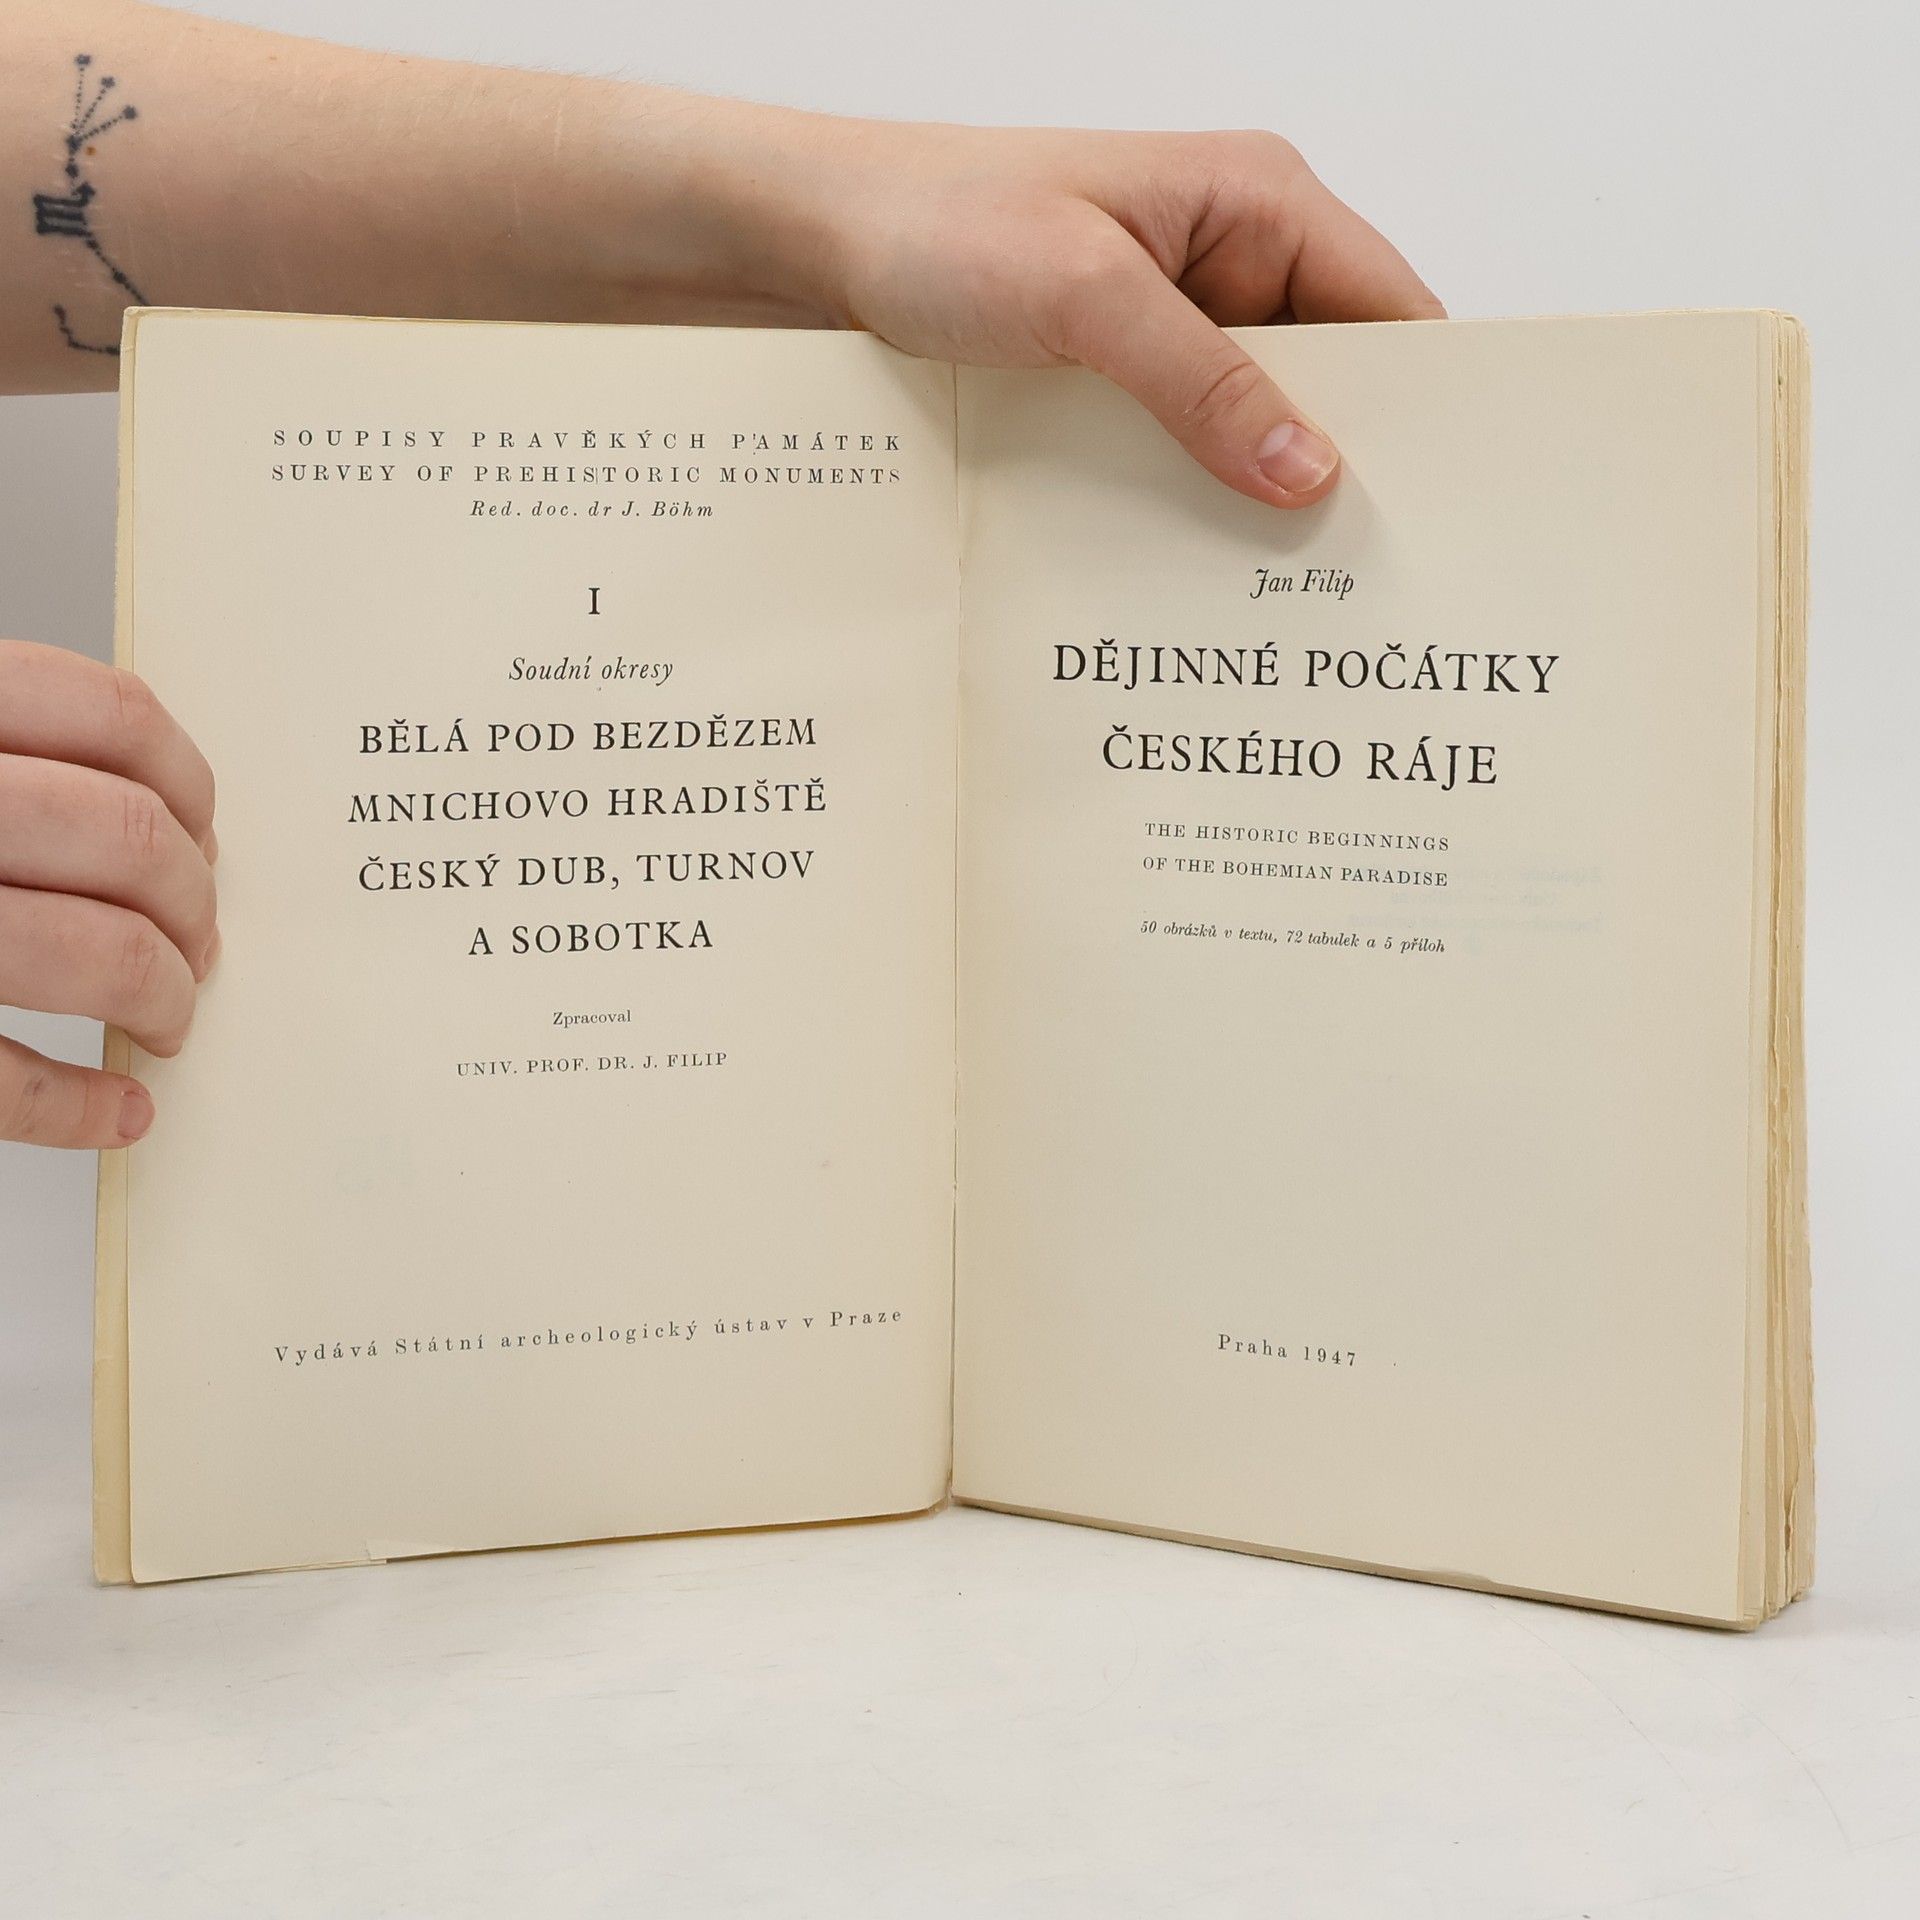 SOUPISY PRAVĚKÝCH PAMÁTEK
SURVEY OF PREHISTORIC MONUMENTS
Red. doc. dr J. Böhm
I
Soudní okresy
BĚLÁ POD BEZDĚZEM
MNICHOVO HRADIŠTĚ
ČESKÝ DUB, TURNOV
A SOBOTKA
Zpracoval
UNIV. PROF. DR. J. FILIP
Vydává Státní archeologický ústav v Praze
Jan Filip
DĚJINNÉ POČÁTKY
ČESKÉHO RÁJE
THE HISTORIC BEGINNINGS
OF THE BOHEMIAN PARADISE
50 obrázků v textu, 72 tabulek a 5 příloh
Praha 1947